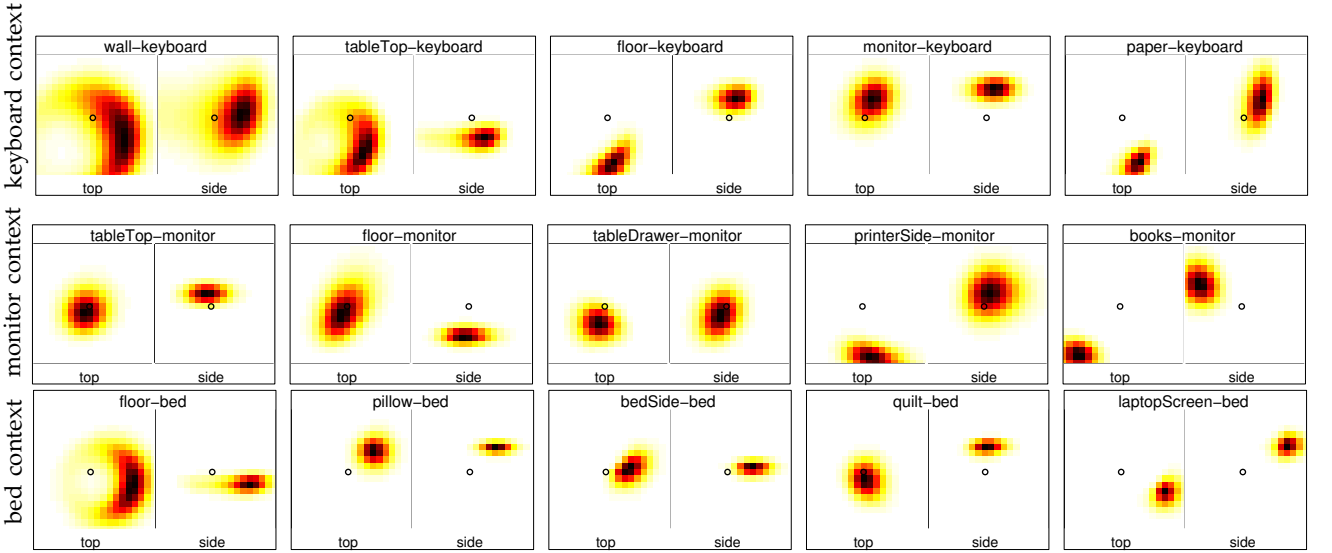 keyboard context
wall−keyboard
top side
tableTop−keyboard
top side
floor−keyboard
top side
monitor−keyboard
top side
paper−keyboard
top side
monitor context
tableTop−monitor
top side
floor−monitor
top side
tableDrawer−monitor
top side
printerSide−monitor
top side
books−monitor
top side
bed context
floor−bed
top side
pillow−bed
top side
bedSide−bed
top side
quilt−bed
top side
laptopScreen−bed
top side